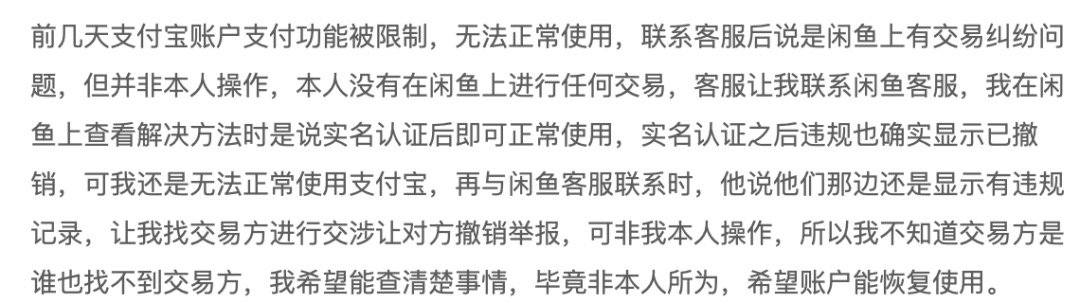 前几天支付宝账户支付功能被限制，无法正常使用，联系客服后说是闲鱼上有交易纠纷问
题，但并非本人操作，本人没有在闲鱼上进行任何交易，客服让我联系闲鱼客服，我在闲
鱼上查看解决方法时是说实名认证后即可正常使用，实名认证之后违规也确实显示已撤
销，可我还是无法正常使用支付宝，再与闲鱼客服联系时，他说他们那边还是显示有违规
记录，让我找交易方进行交涉让对方撤销举报，可非我本人操作，所以我不知道交易方是
谁也找不到交易方，我希望能查清楚事情，毕竟非本人所为，希望账户能恢复使用。